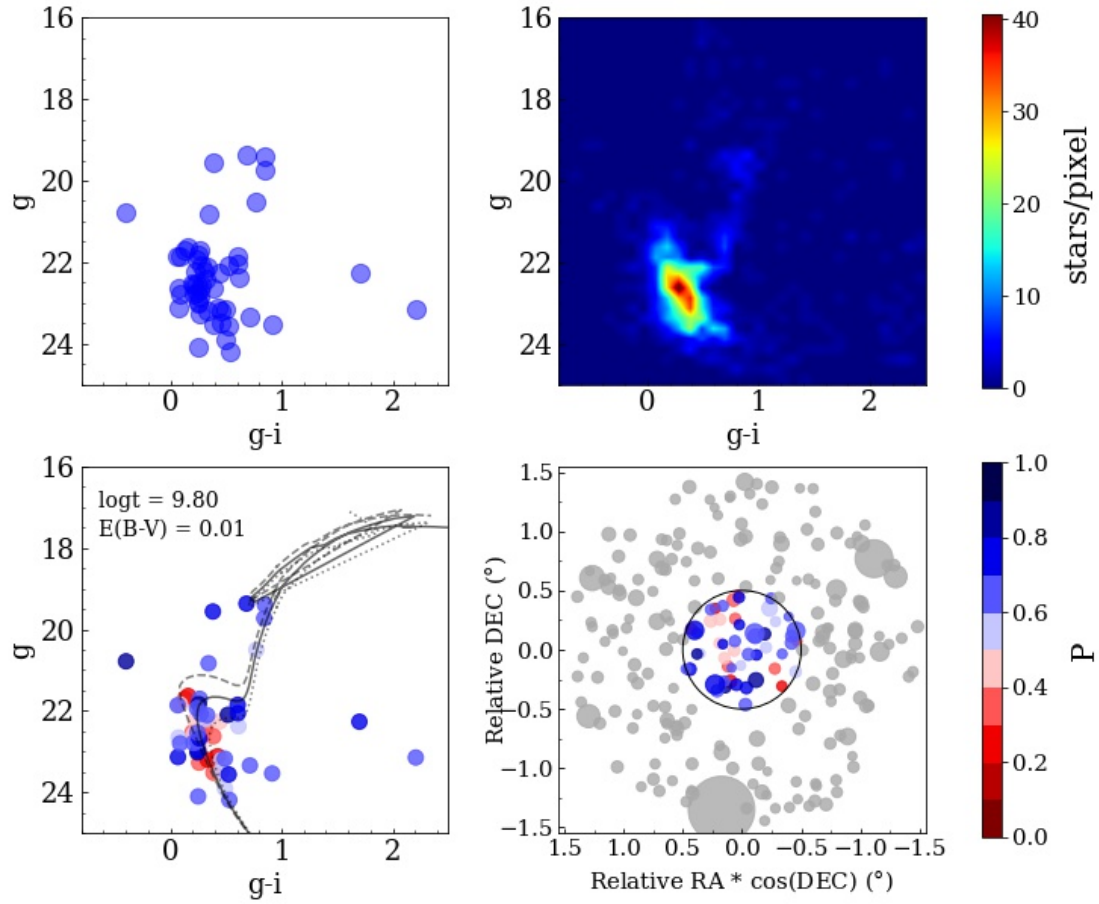 16
18
20
22
24
g
0 1 2
g-i
16
18
20
22
24
g
0 1 2
g-i
40
30
20
10
0
stars/pixel
16
18
20
22
24
g
logt = 9.80
E(B-V) = 0.01
0 1 2
g-i
1.5
1.0
0.5
0.0
−0.5
−1.0
−1.5
Relative DEC (°)
1.5 1.0 0.5 0.0 −0.5 −1.0 −1.5
Relative RA * cos(DEC) (°)
1.0
0.8
0.6
0.4
0.2
0.0
P